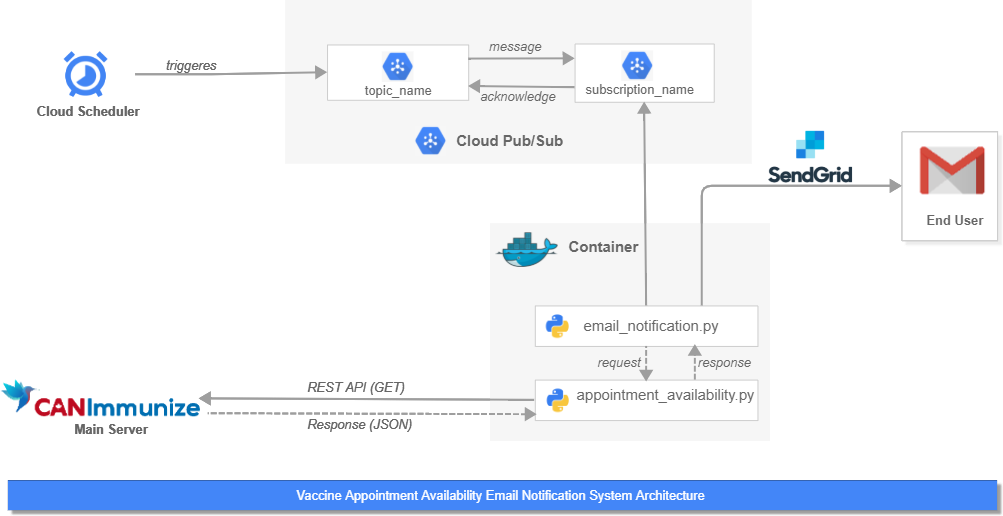 triggeres
Cloud Scheduler
topic_name
message
acknowledge
subscription_name
Cloud Pub/Sub
SendGrid
End User
Container
email_notification.py
request
response
appointment_availability.py
REST API (GET)
CANImmunize
Response (JSON)
Main Server
Vaccine Appointment Availability Email Notification System Architecture